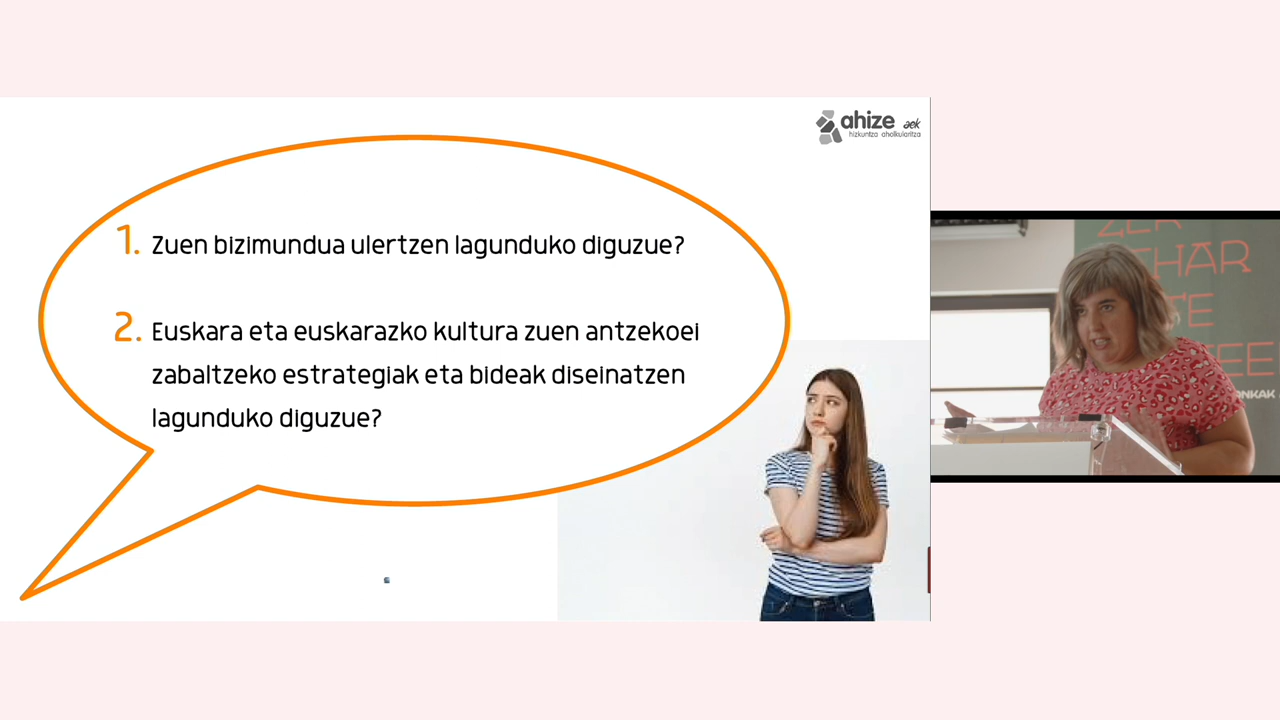 ahize aek
hizkuntza aholkularitza
1. Zuen bizimundua ulertzen lagunduko diguzue?
2. Euskara eta euskarazko kultura zuen antzekoei
zabaltzeko estrategiak eta bideak diseinatzen
lagunduko diguzue?